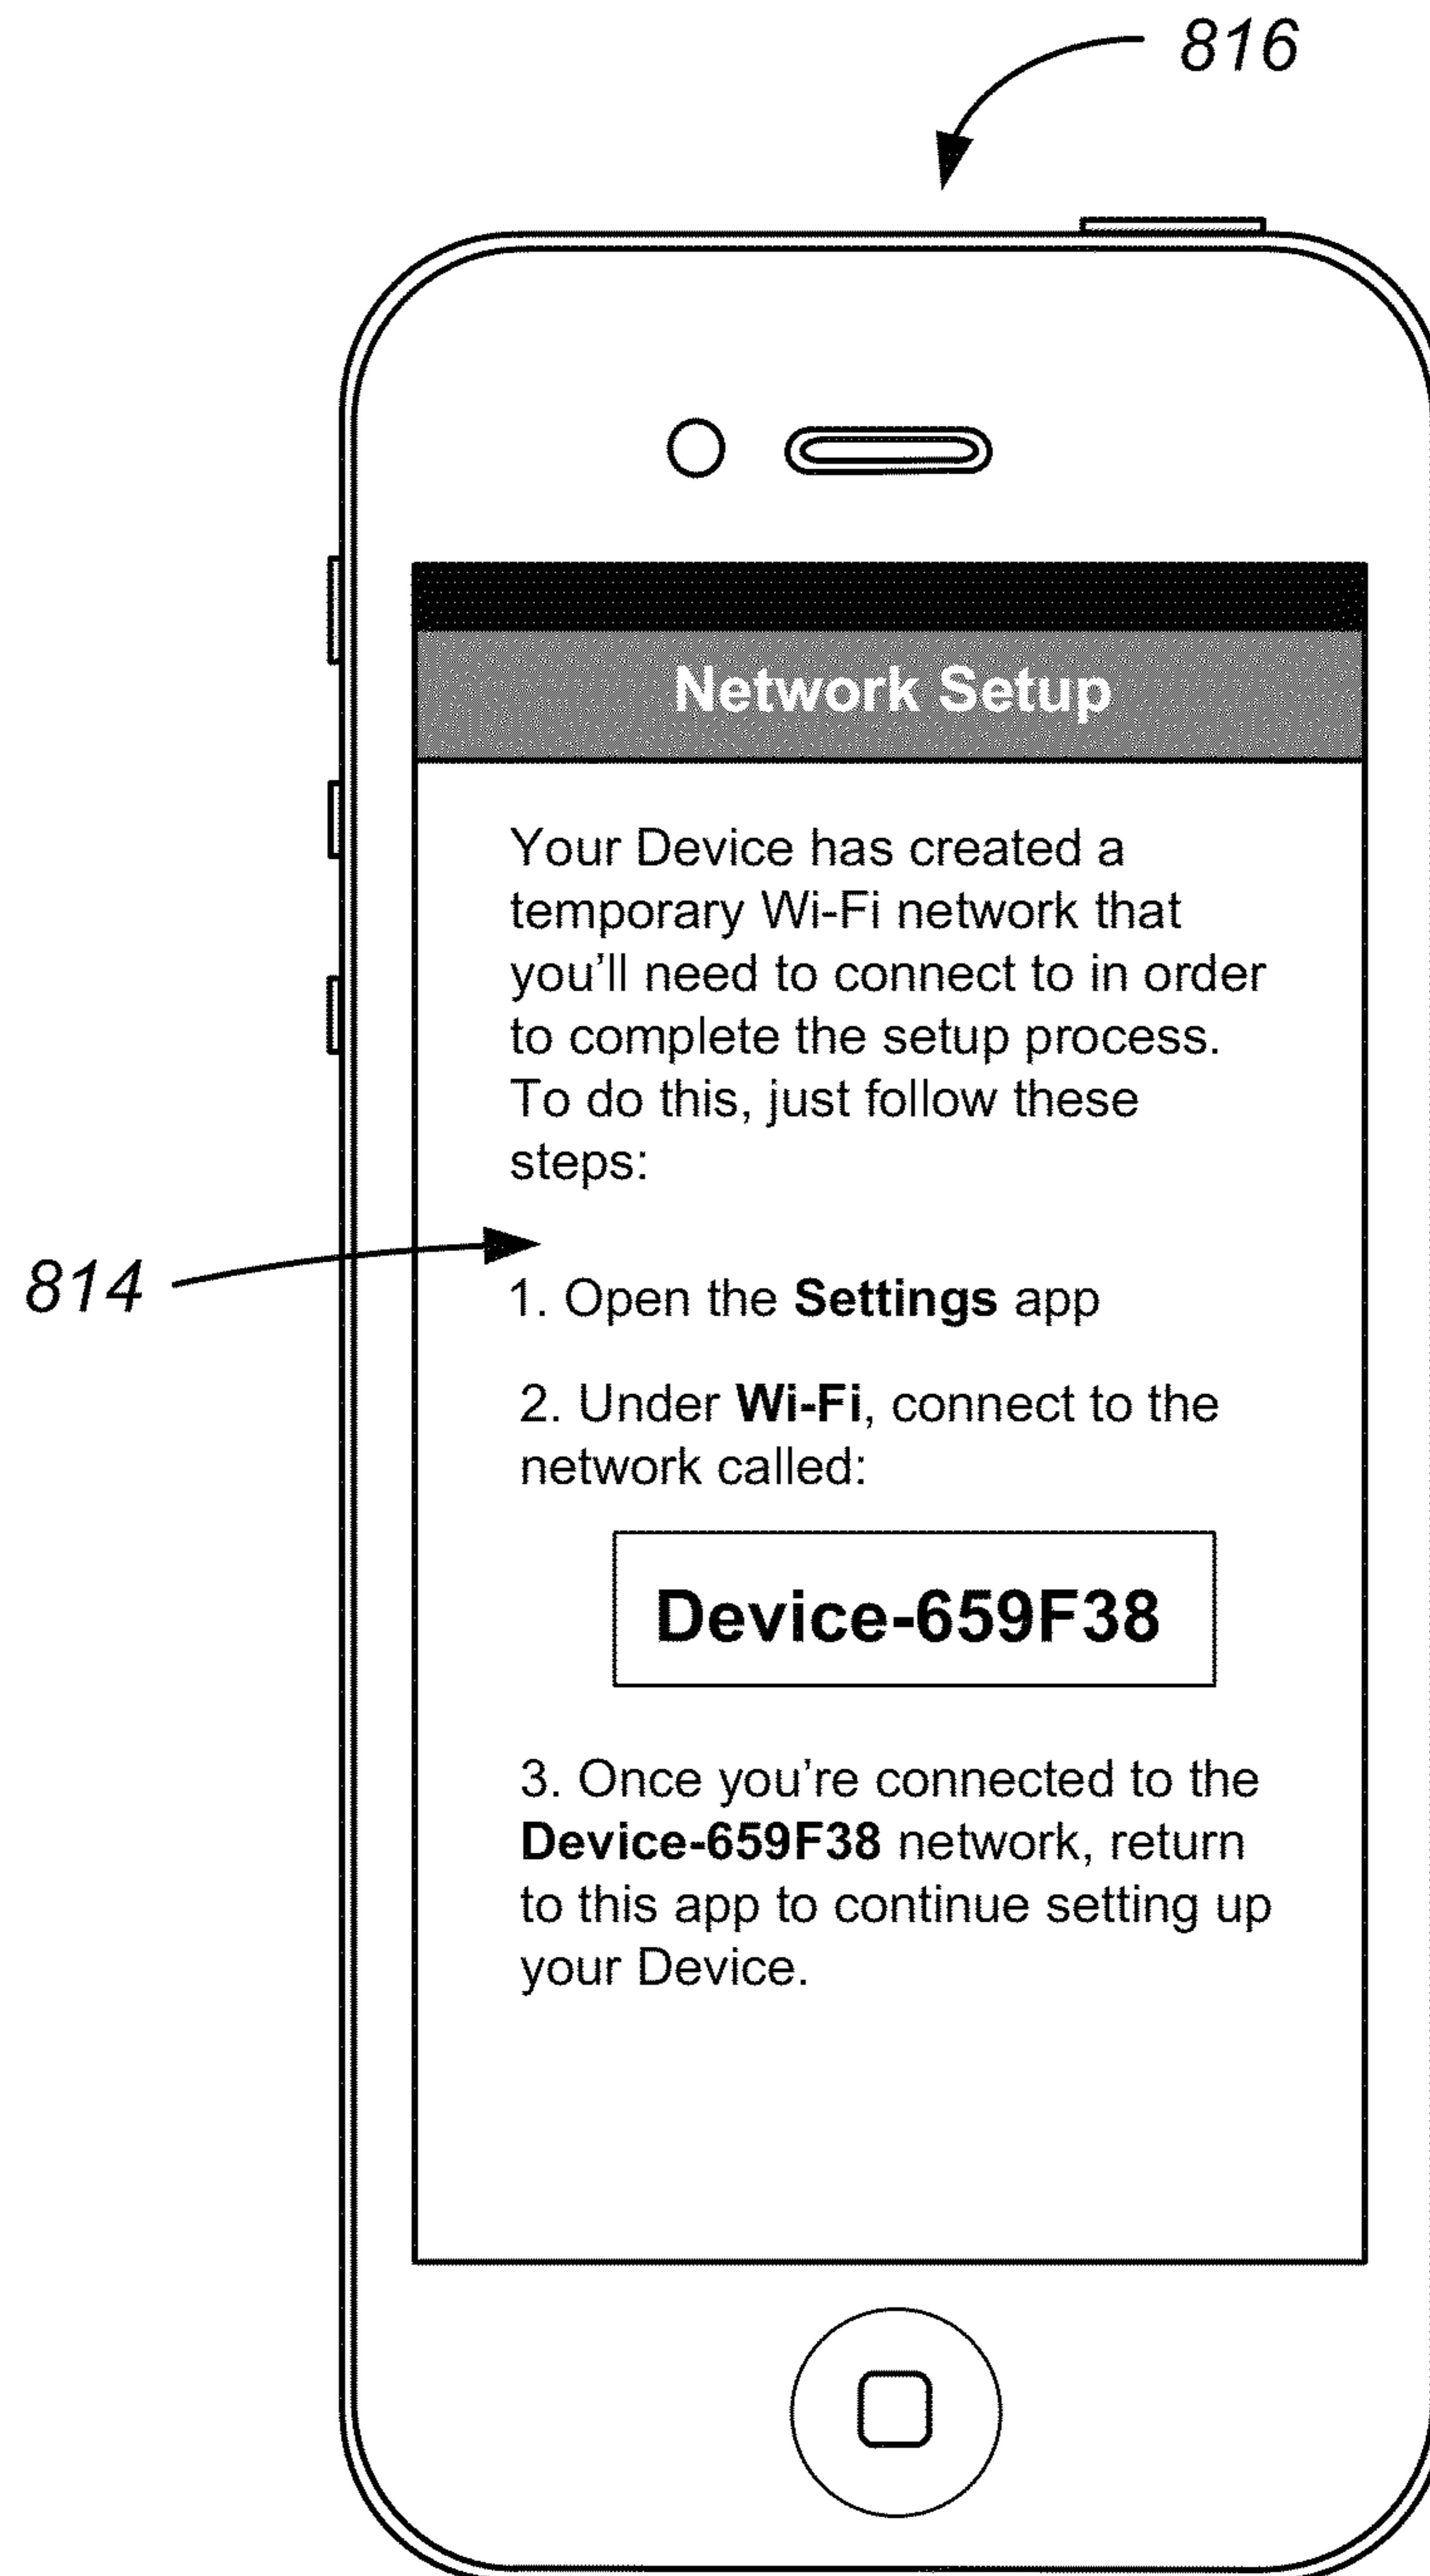 816
Network Setup
Your Device has created a
temporary Wi-Fi network that
you'll need to connect to in order
to complete the setup process.
To do this, just follow these
steps:
814
1. Open the Settings app
2. Under Wi-Fi, connect to the
network called:
Device-659F38
3. Once you're connected to the
Device-659F38 network, return
to this app to continue setting up
your Device.